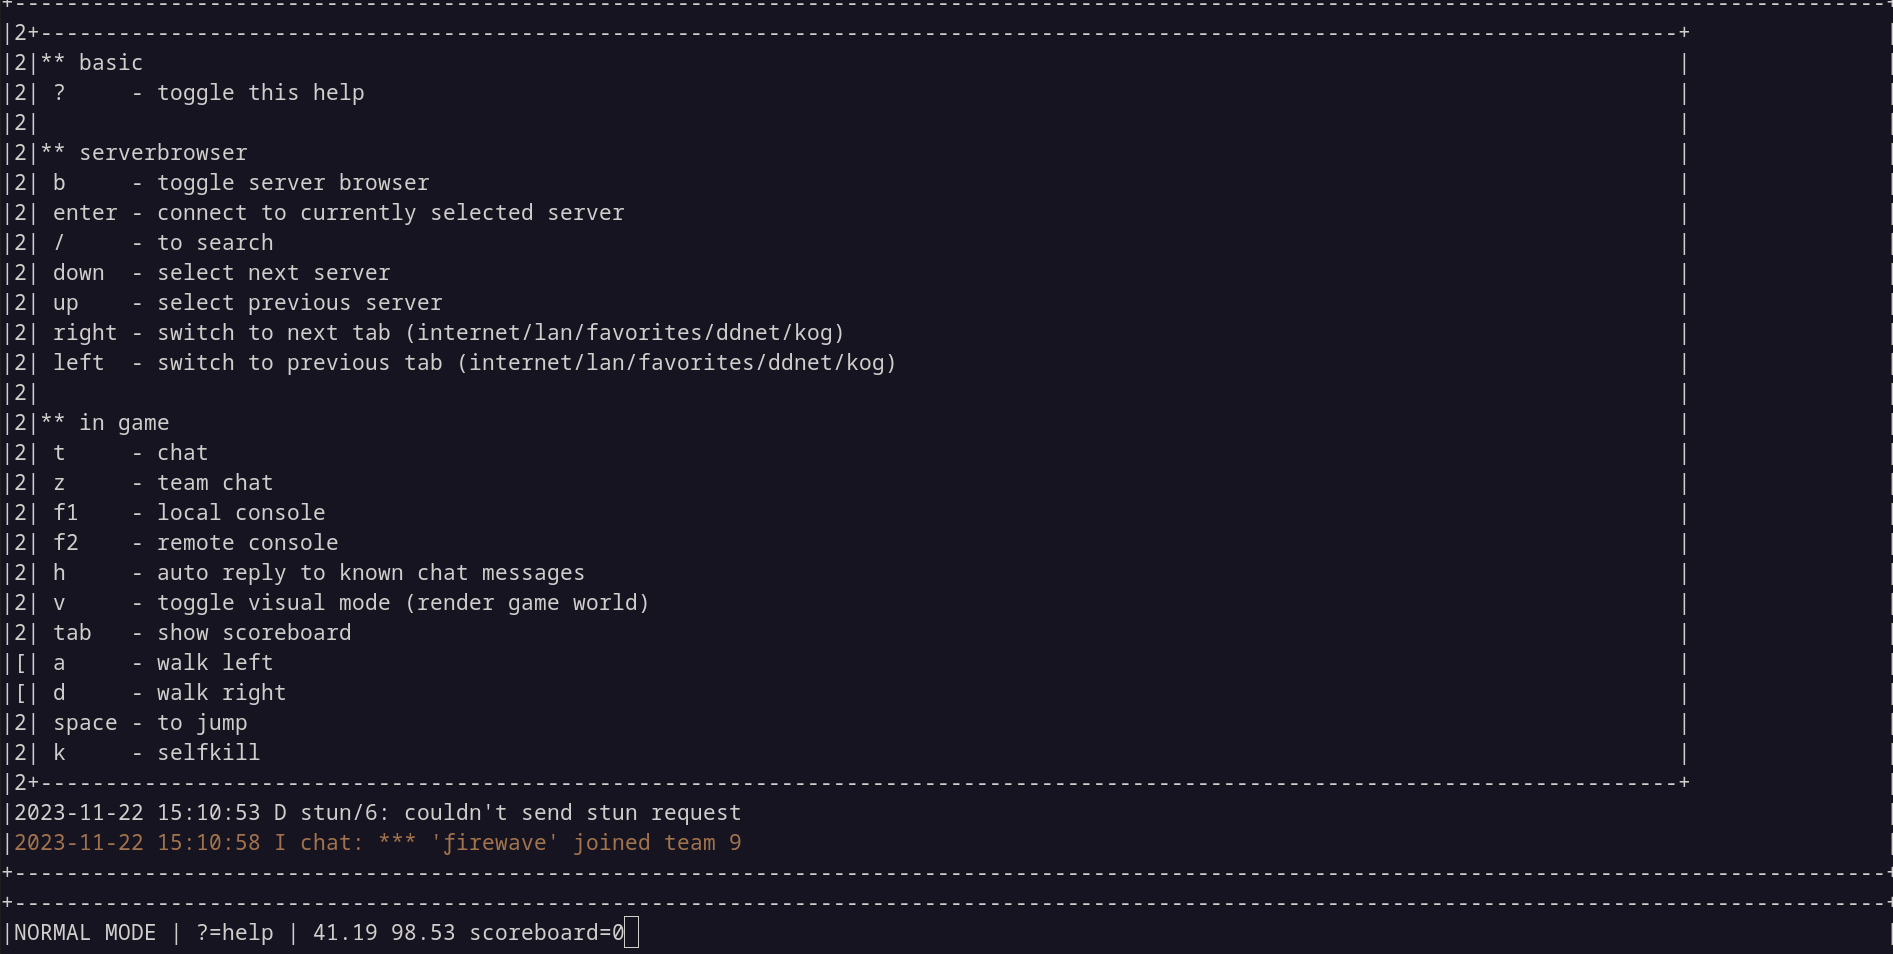 +------------------------------------------------------------------------------------------------------------------------------------------------+
|2+------------------------------------------------------------------------------------------------------------------------------+
|2|** basic |
|2| ?     - toggle this help |
|2| |
|2|** serverbrowser |
|2| b     - toggle server browser |
|2| enter - connect to currently selected server |
|2| /     - to search |
|2| down  - select next server |
|2| up    - select previous server |
|2| right - switch to next tab (internet/lan/favorites/ddnet/kog) |
|2| left  - switch to previous tab (internet/lan/favorites/ddnet/kog) |
|2| |
|2|** in game |
|2| t     - chat |
|2| z     - team chat |
|2| f1    - local console |
|2| f2    - remote console |
|2| h     - auto reply to known chat messages |
|2| v     - toggle visual mode (render game world) |
|2| tab   - show scoreboard |
|[| a     - walk left |
|[| d     - walk right |
|2| space - to jump |
|2| k     - selfkill |
|2+------------------------------------------------------------------------------------------------------------------------------+
|2023-11-22 15:10:53 D stun/6: couldn't send stun request
|2023-11-22 15:10:58 I chat: *** 'ƒirewave' joined team 9
+------------------------------------------------------------------------------------------------------------------------------------------------+
+------------------------------------------------------------------------------------------------------------------------------------------------+
|NORMAL MODE | ?=help | 41.19 98.53 scoreboard=0